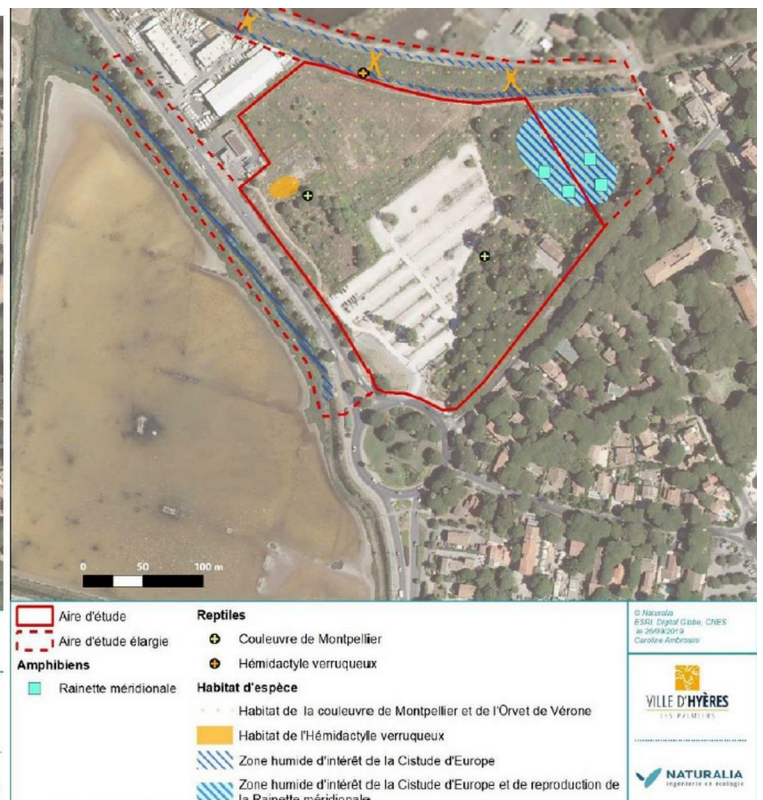 0 50 100 m
Aire d'étude
Aire d'étude élargie
Amphibiens
Rainette méridionale
Reptiles
Couleuvre de Montpellier
Hémidactyle verruqueux
Habitat d'espèce
Habitat de la couleuvre de Montpellier et de l'Orvet de Vérone
Habitat de l'Hémidactyle verruqueux
Zone humide d'intérêt de la Cistude d'Europe
Zone humide d'intérêt de la Cistude d'Europe et de reproduction de
la Rainette méridionale
© Naturalia
ESRI, Digital Globe, CNES
le 26/09/2019
Caroline Ambrosini
VILLE D'HYÈRES
LES PALMIERS
NATURALIA
Ingénierie en écologie